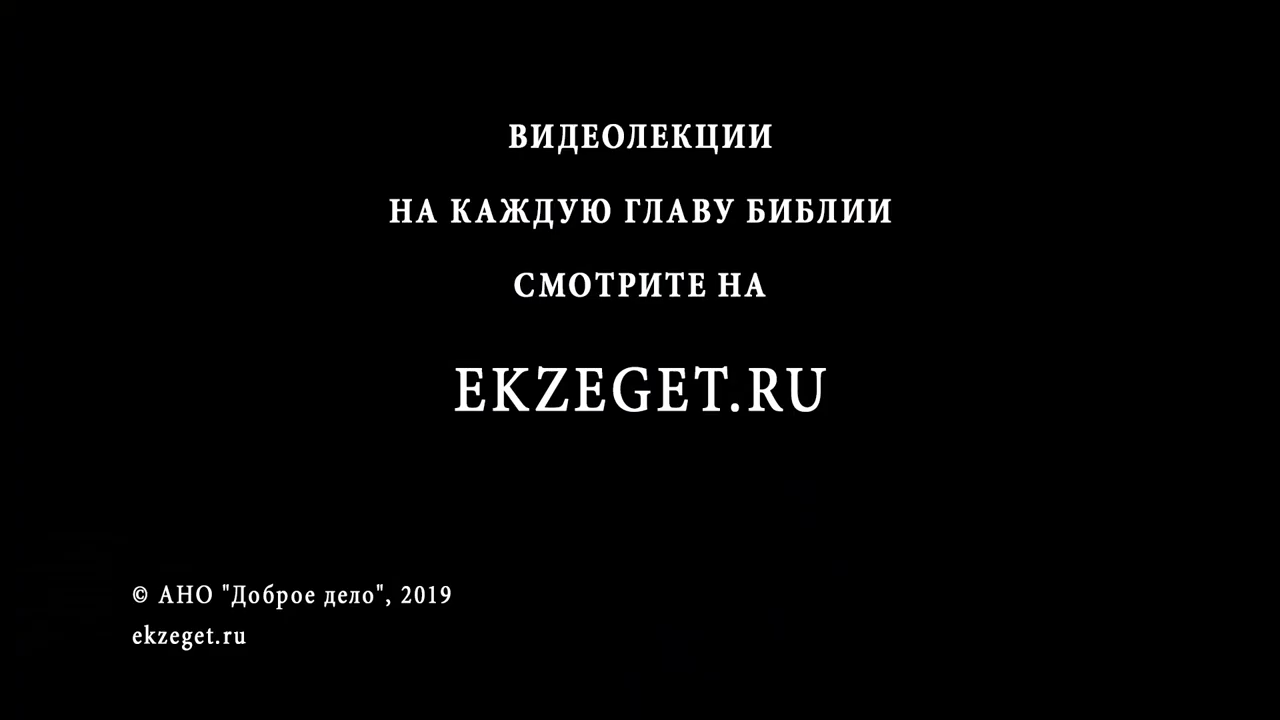 ВИДЕОЛЕКЦИИ
НА КАЖДУЮ ГЛАВУ БИБЛИИ
СМОТРИТЕ НА
EKZEGET.RU
© АНО "Доброе дело", 2019
ekzeget.ru